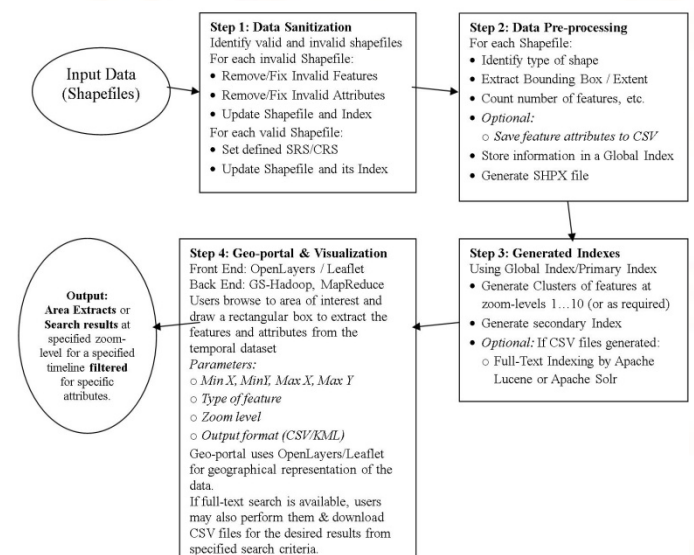 Input Data
(Shapefiles)
Step 1: Data Sanitization
Identify valid and invalid shapefiles
For each invalid Shapefile:
• Remove/Fix Invalid Features
• Remove/Fix Invalid Attributes
• Update Shapefile and Index
For each valid Shapefile:
• Set defined SRS/CRS
• Update Shapefile and its Index
Step 2: Data Pre-processing
For each Shapefile:
• Identify type of shape
• Extract Bounding Box / Extent
• Count number of features, etc.
• Optional:
○ Save feature attributes to CSV
• Store information in a Global Index
• Generate SHPX file
Step 3: Generated Indexes
Using Global Index/Primary Index
• Generate Clusters of features at
zoom-levels 1…10 (or as required)
• Generate secondary Index
• Optional: If CSV files generated:
○ Full-Text Indexing by Apache
Lucene or Apache Solr
Step 4: Geo-portal & Visualization
Front End: OpenLayers / Leaflet
Back End: GS-Hadoop, MapReduce
Users browse to area of interest and
draw a rectangular box to extract the
features and attributes from the
temporal dataset
Parameters:
○ Min X, MinY, Max X, Max Y
○ Type of feature
○ Zoom level
○ Output format (CSV/KML)
Geo-portal uses OpenLayers/Leaflet
for geographical representation of the
data.
If full-text search is available, users
may also perform them & download
CSV files for the desired results from
specified search criteria.
Output:
Area Extracts or
Search results at
specified zoom-
level for a specified
timeline filtered
for specific
attributes.